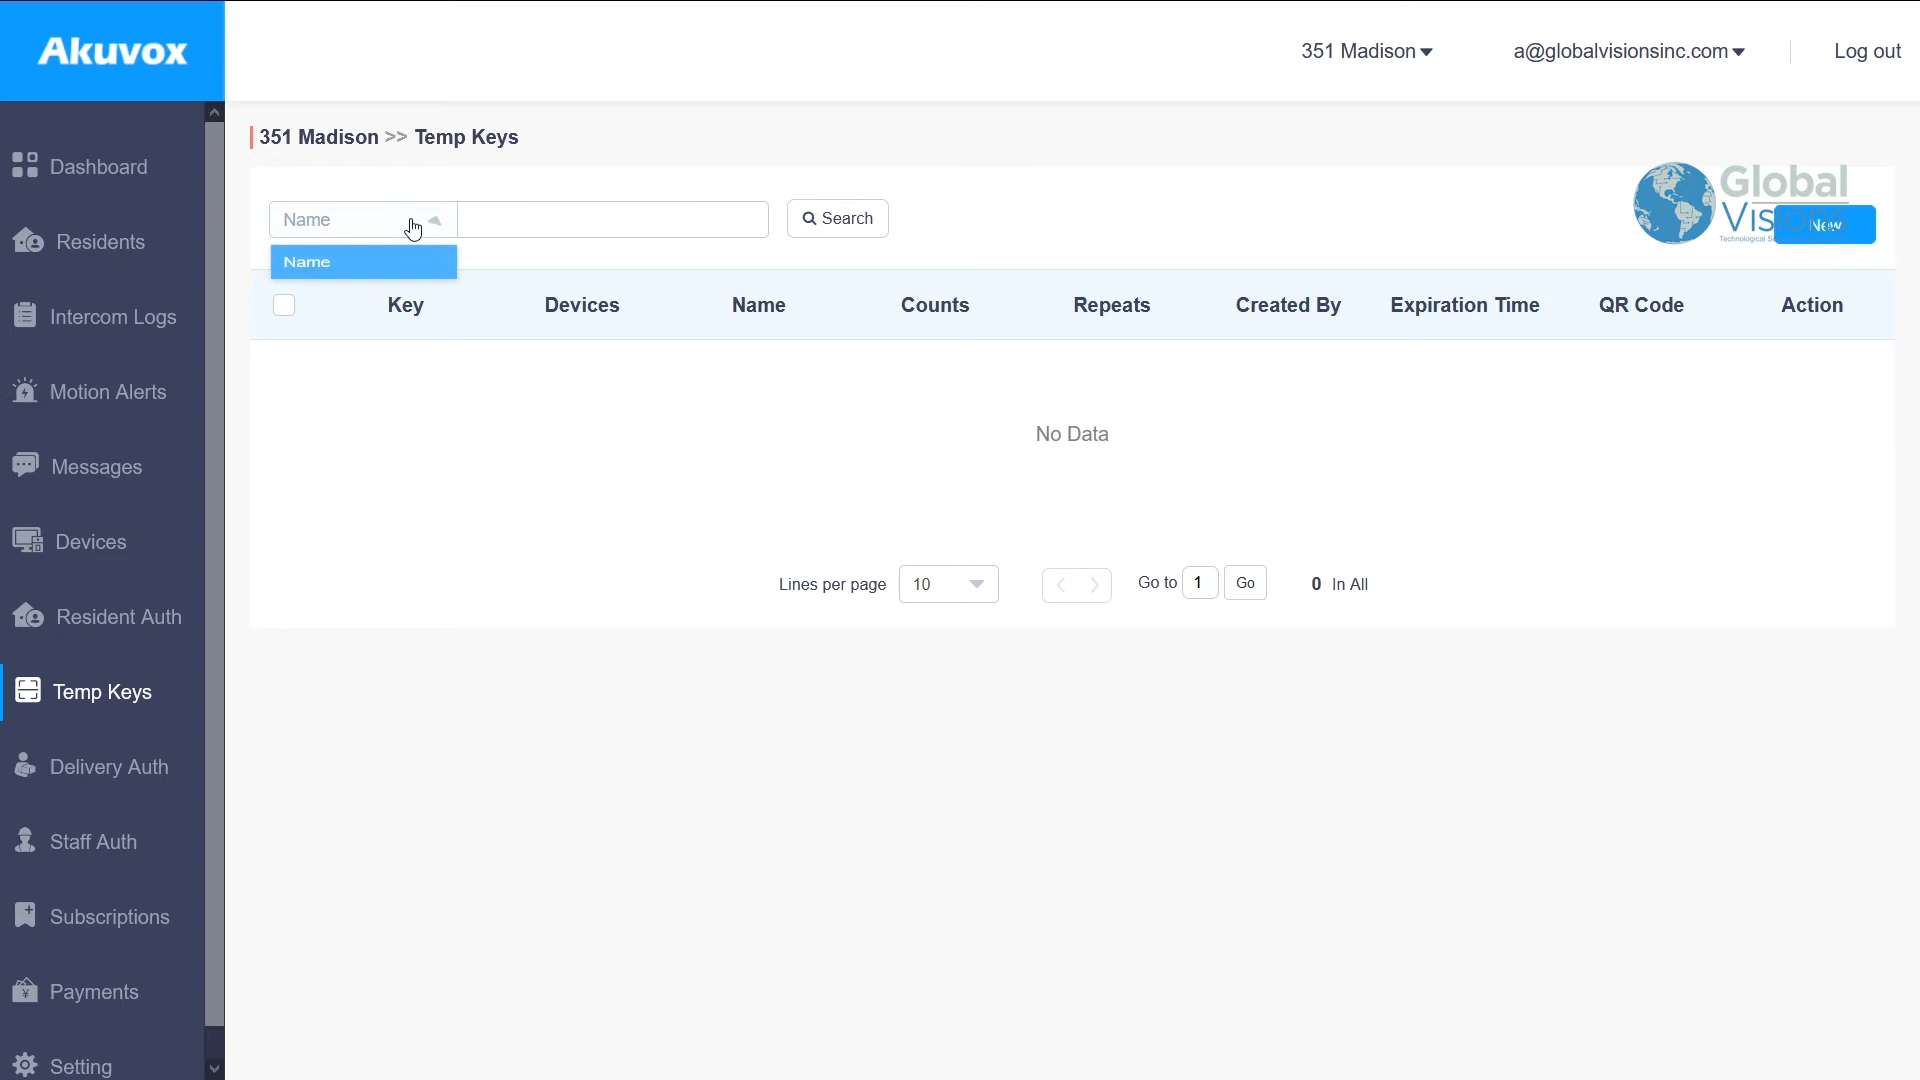 Akuvox
351 Madison
a@globalvisionsinc.com
Log out
351 Madison >> Temp Keys
Global
Visions
Name
Search
New
Name
Key Devices Name Counts Repeats Created By Expiration Time QR Code Action
No Data
Lines per page 10 < > Go to 1 Go 0 In All
Dashboard
Residents
Intercom Logs
Motion Alerts
Messages
Devices
Resident Auth
Temp Keys
Delivery Auth
Staff Auth
Subscriptions
Payments
Setting